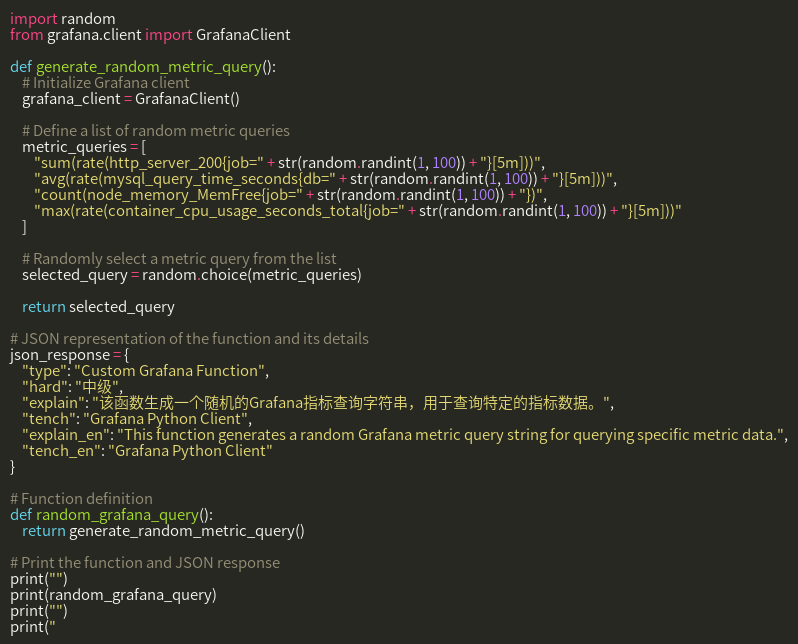 import random
from grafana.client import GrafanaClient

def generate_random_metric_query():
    # Initialize Grafana client
    grafana_client = GrafanaClient()

    # Define a list of random metric queries
    metric_queries = [
        "sum(rate(http_server_200{job=" + str(random.randint(1, 100)) + "}[5m]))",
        "avg(rate(mysql_query_time_seconds{db=" + str(random.randint(1, 100)) + "}[5m]))",
        "count(node_memory_MemFree{job=" + str(random.randint(1, 100)) + "})",
        "max(rate(container_cpu_usage_seconds_total{job=" + str(random.randint(1, 100)) + "}[5m]))"
    ]

    # Randomly select a metric query from the list
    selected_query = random.choice(metric_queries)

    return selected_query

# JSON representation of the function and its details
json_response = {
    "type": "Custom Grafana Function",
    "hard": "中级",
    "explain": "该函数生成一个随机的Grafana指标查询字符串，用于查询特定的指标数据。",
    "tench": "Grafana Python Client",
    "explain_en": "This function generates a random Grafana metric query string for querying specific metric data.",
    "tench_en": "Grafana Python Client"
}

# Function definition
def random_grafana_query():
    return generate_random_metric_query()

# Print the function and JSON response
print("")
print(random_grafana_query)
print("")
print("